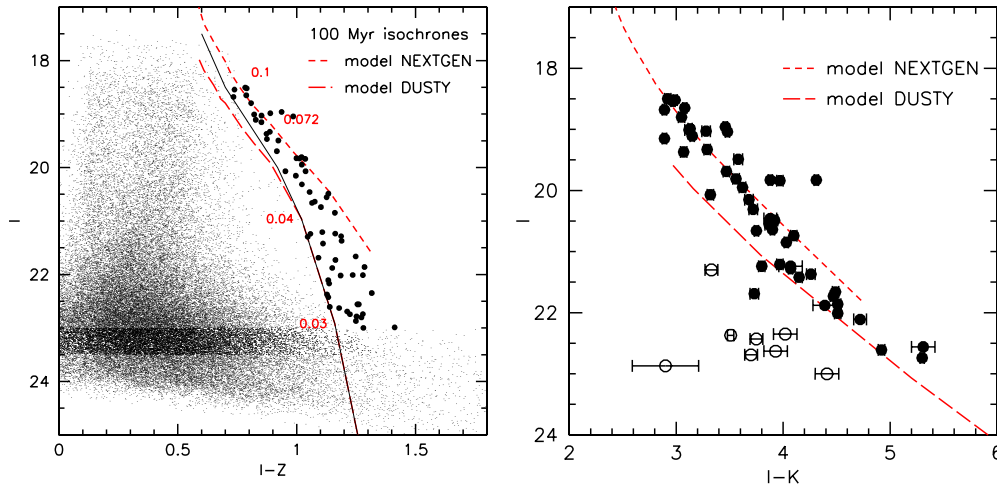 100 Myr isochrones
model NEXTGEN
model DUSTY
0.1
0.072
0.04
0.03
18
20
22
24
I
0
0.5
1
1.5
I-Z
model NEXTGEN
model DUSTY
18
20
22
24
I
2
3
4
5
6
I-K